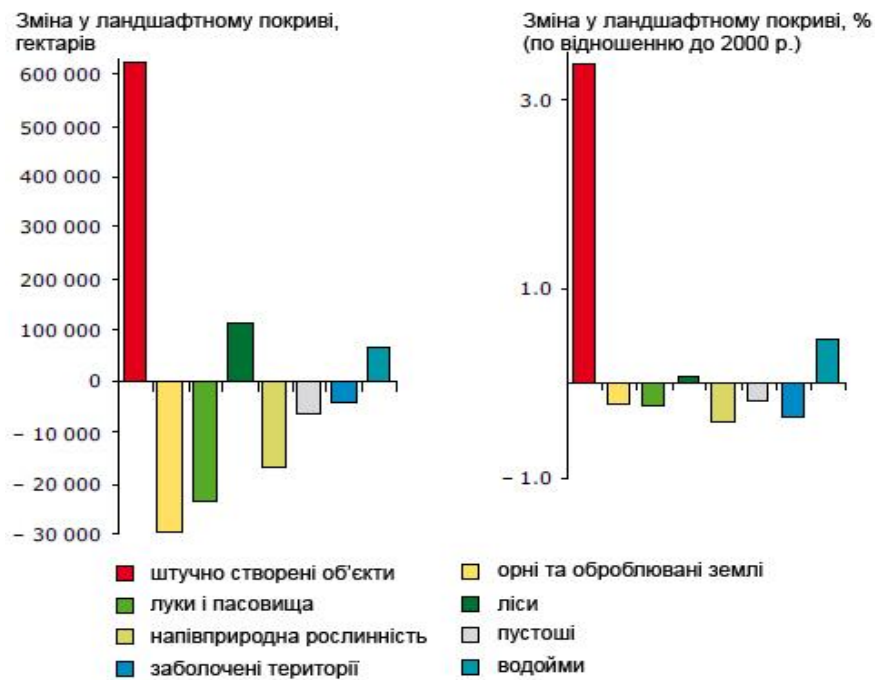 Зміна у ландшафтному покриві,
гектарів
600 000
500 000
400 000
300 000
200 000
100 000
0
– 10 000
– 20 000
– 30 000
Зміна у ландшафтному покриві, %
(по відношенню до 2000 р.)
3.0
1.0
– 1.0
штучно створені об'єкти
луки і пасовища
напівприродна рослинність
заболочені території
орні та оброблювані землі
ліси
пустоші
водойми